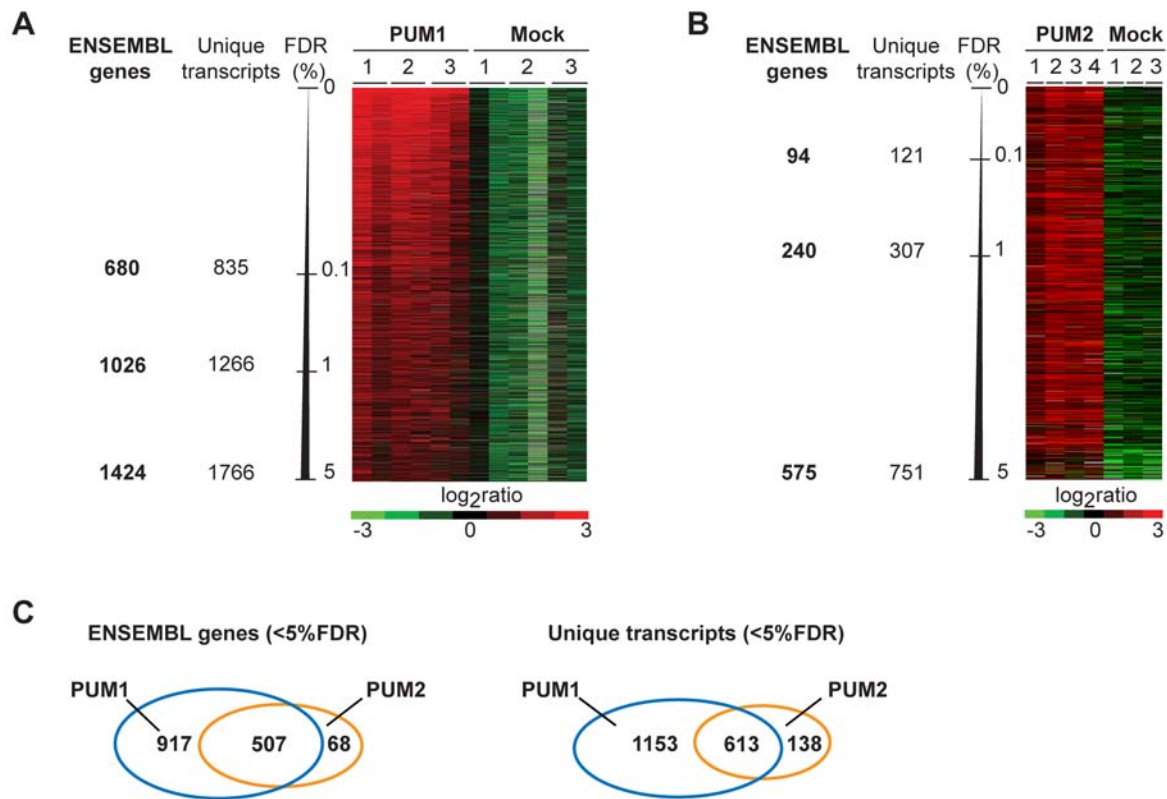 A
ENSEMBL genes
Unique transcripts
FDR (%)
PUM1
Mock
1 2 3 1 2 3
0
680 835 0.1
1026 1266 1
1424 1766 5
log2ratio
-3 0 3
B
ENSEMBL genes
Unique transcripts
FDR (%)
PUM2
Mock
1 2 3 4 1 2 3
0
94 121 0.1
240 307 1
575 751 5
log2ratio
-3 0 3
C
ENSEMBL genes (<5%FDR)
PUM1
PUM2
917 507 68
Unique transcripts (<5%FDR)
PUM1
PUM2
1153 613 138